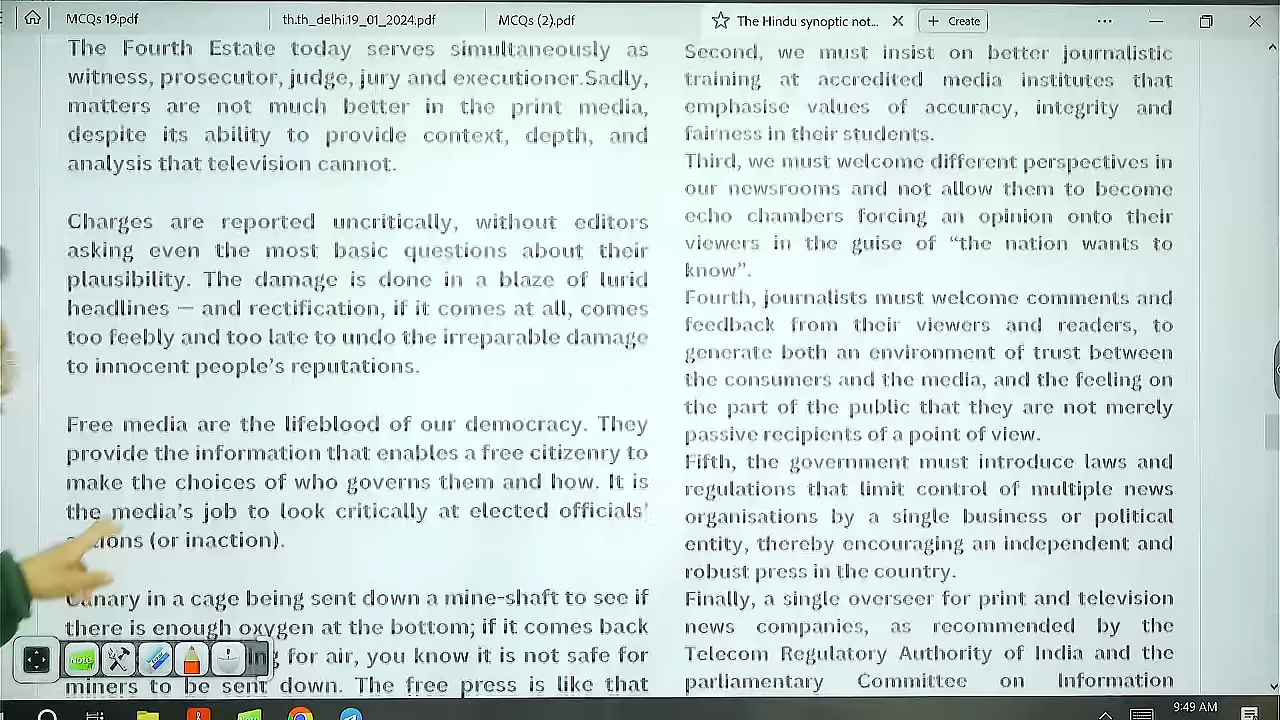 MCQs 19.pdf
th.th_delhi.19_01_2024.pdf
MCQs (2).pdf
The Hindu synoptic not...
+ Create
The Fourth Estate today serves simultaneously as
witness, prosecutor, judge, jury and executioner.Sadly,
matters are not much better in the print media,
despite its ability to provide context, depth, and
analysis that television cannot.
Charges are reported uncritically, without editors
asking even the most basic questions about their
plausibility. The damage is done in a blaze of lurid
headlines — and rectification, if it comes at all, comes
too feebly and too late to undo the irreparable damage
to innocent people's reputations.
Free media are the lifeblood of our democracy. They
provide the information that enables a free citizenry to
make the choices of who governs them and how. It is
the media's job to look critically at elected officials'
(or inaction).
Canary in a cage being sent down a mine-shaft to see if
there is enough oxygen at the bottom; if it comes back
for air, you know it is not safe for
miners to be sent down. The free press is like that
Second, we must insist on better journalistic
training at accredited media institutes that
emphasise values of accuracy, integrity and
fairness in their students.
Third, we must welcome different perspectives in
our newsrooms and not allow them to become
echo chambers forcing an opinion onto their
viewers in the guise of “the nation wants to
know”.
Fourth, journalists must welcome comments and
feedback from their viewers and readers, to
generate both an environment of trust between
the consumers and the media, and the feeling on
the part of the public that they are not merely
passive recipients of a point of view.
Fifth, the government must introduce laws and
regulations that limit control of multiple news
organisations by a single business or political
entity, thereby encouraging an independent and
robust press in the country.
Finally, a single overseer for print and television
news companies, as recommended by the
Telecom Regulatory Authority of India and the
parliamentary Committee on Information
Note
9:49 AM